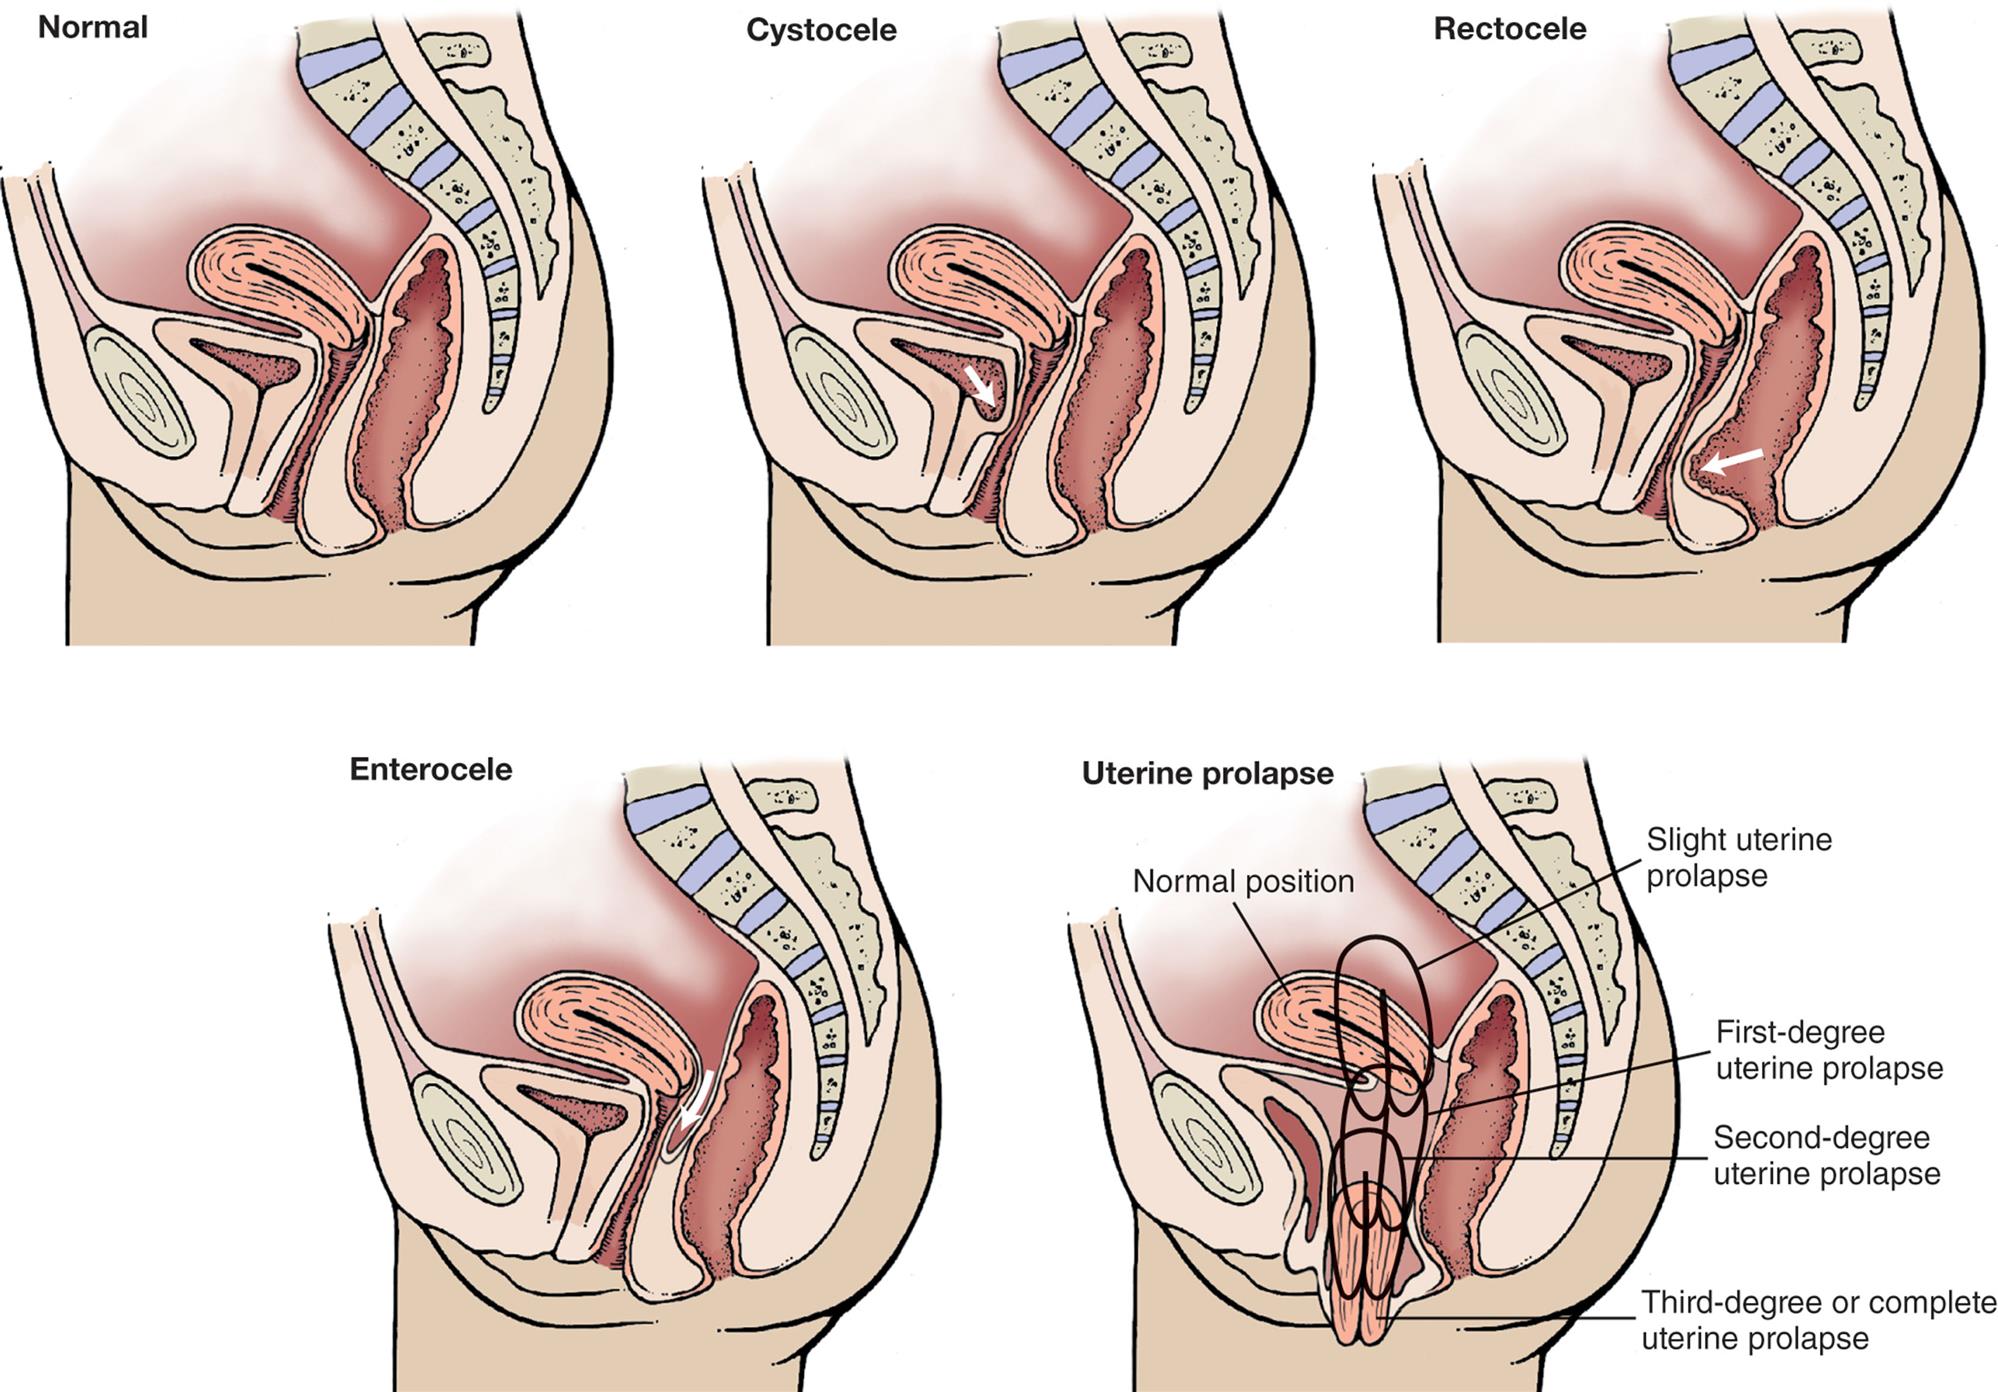 Normal
Cystocele
Rectocele
Enterocele
Uterine prolapse
Normal position
Slight uterine
prolapse
First-degree
uterine prolapse
Second-degree
uterine prolapse
Third-degree or complete
uterine prolapse